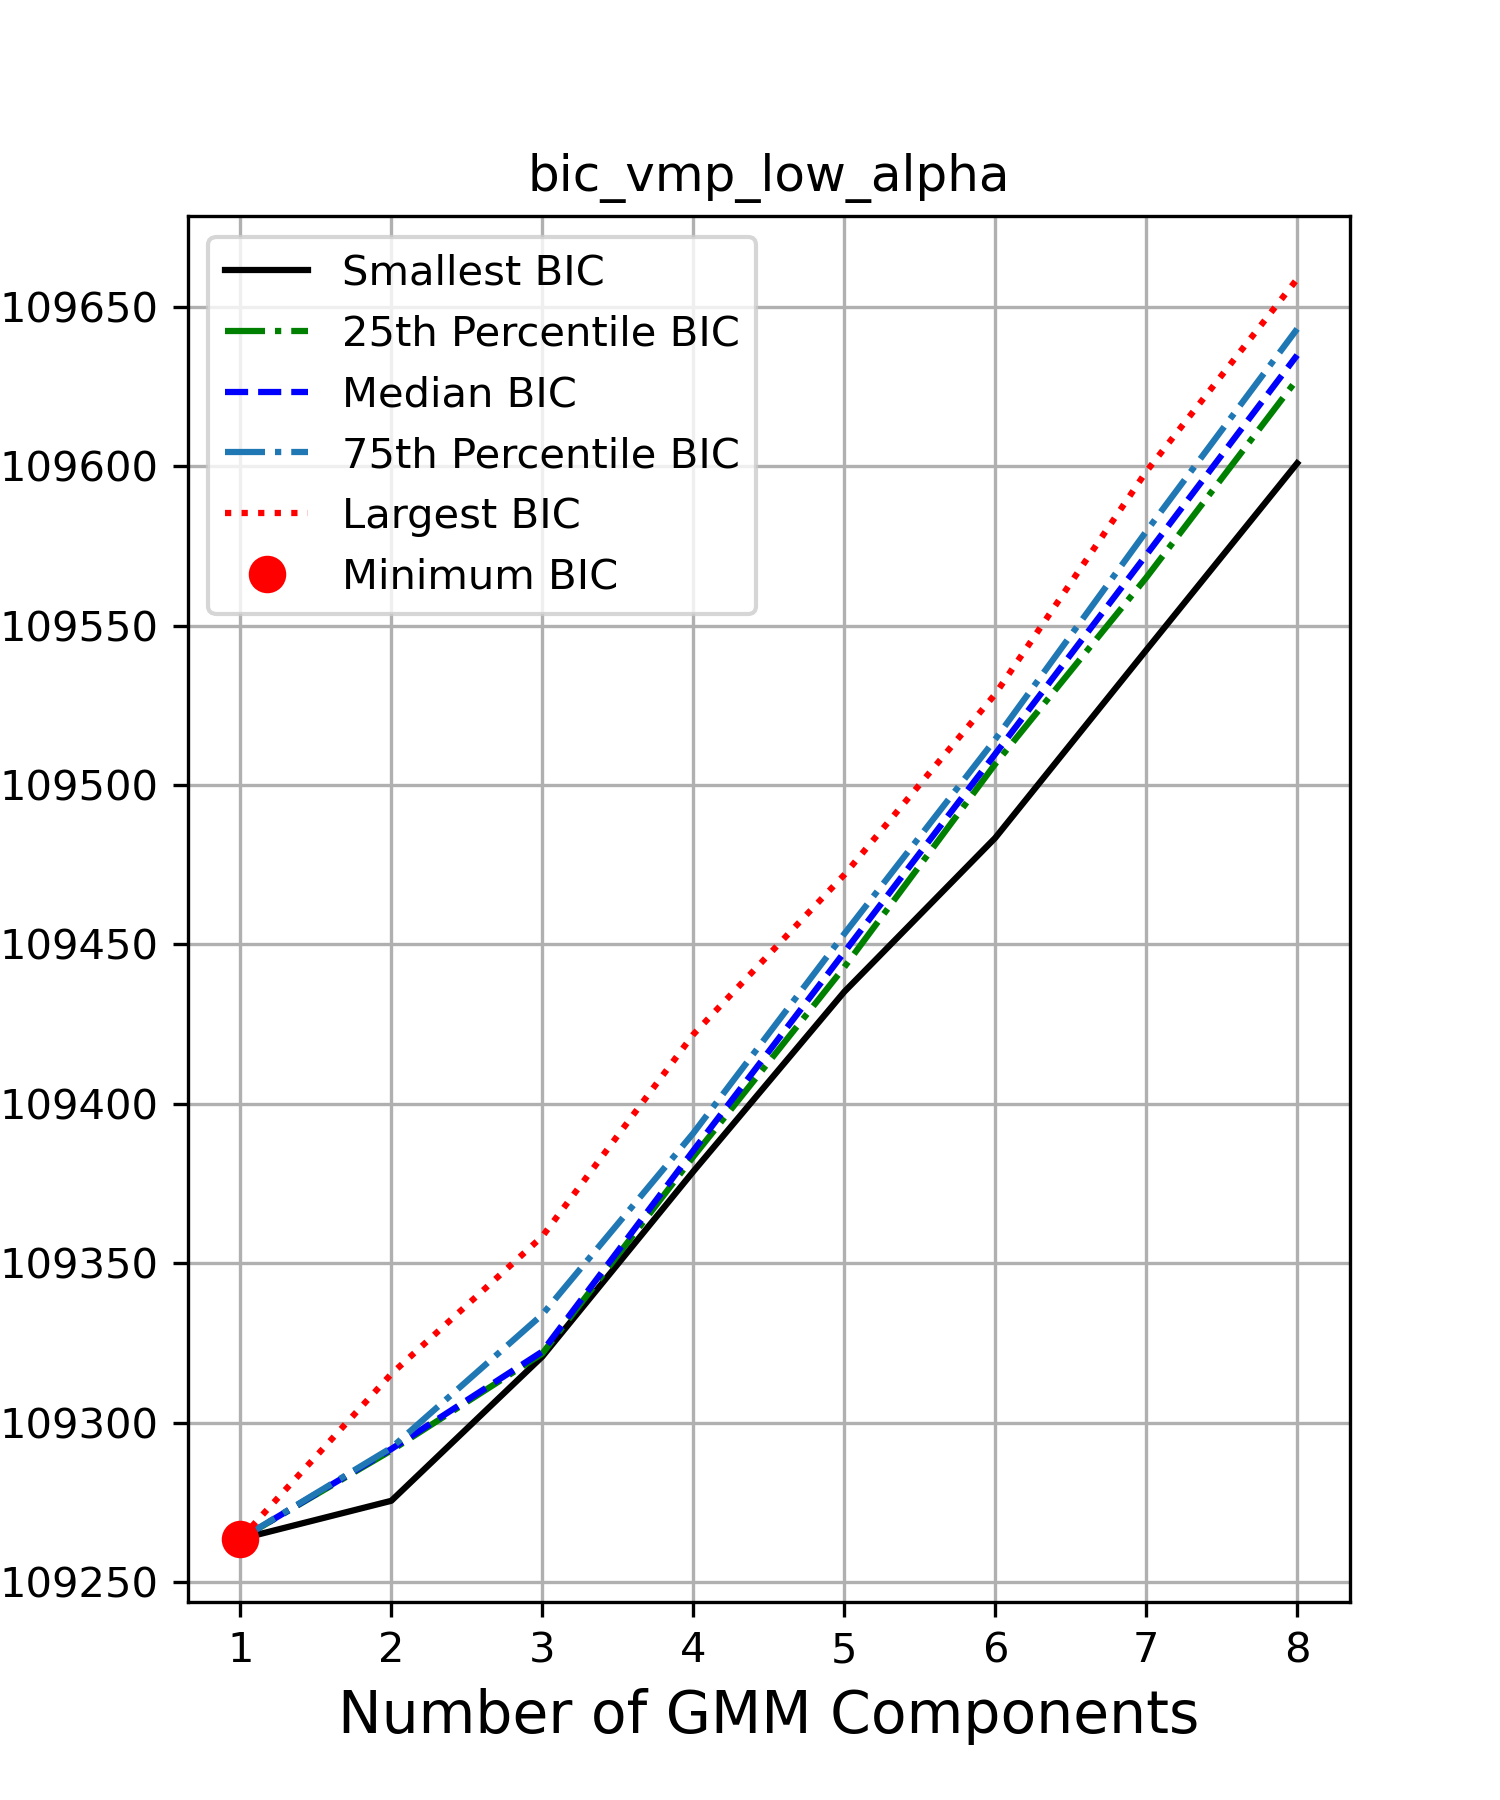 bic_vmp_low_alpha
Smallest BIC
25th Percentile BIC
Median BIC
75th Percentile BIC
Largest BIC
Minimum BIC
109650
109600
109550
109500
109450
109400
109350
109300
109250
1 2 3 4 5 6 7 8
Number of GMM Components